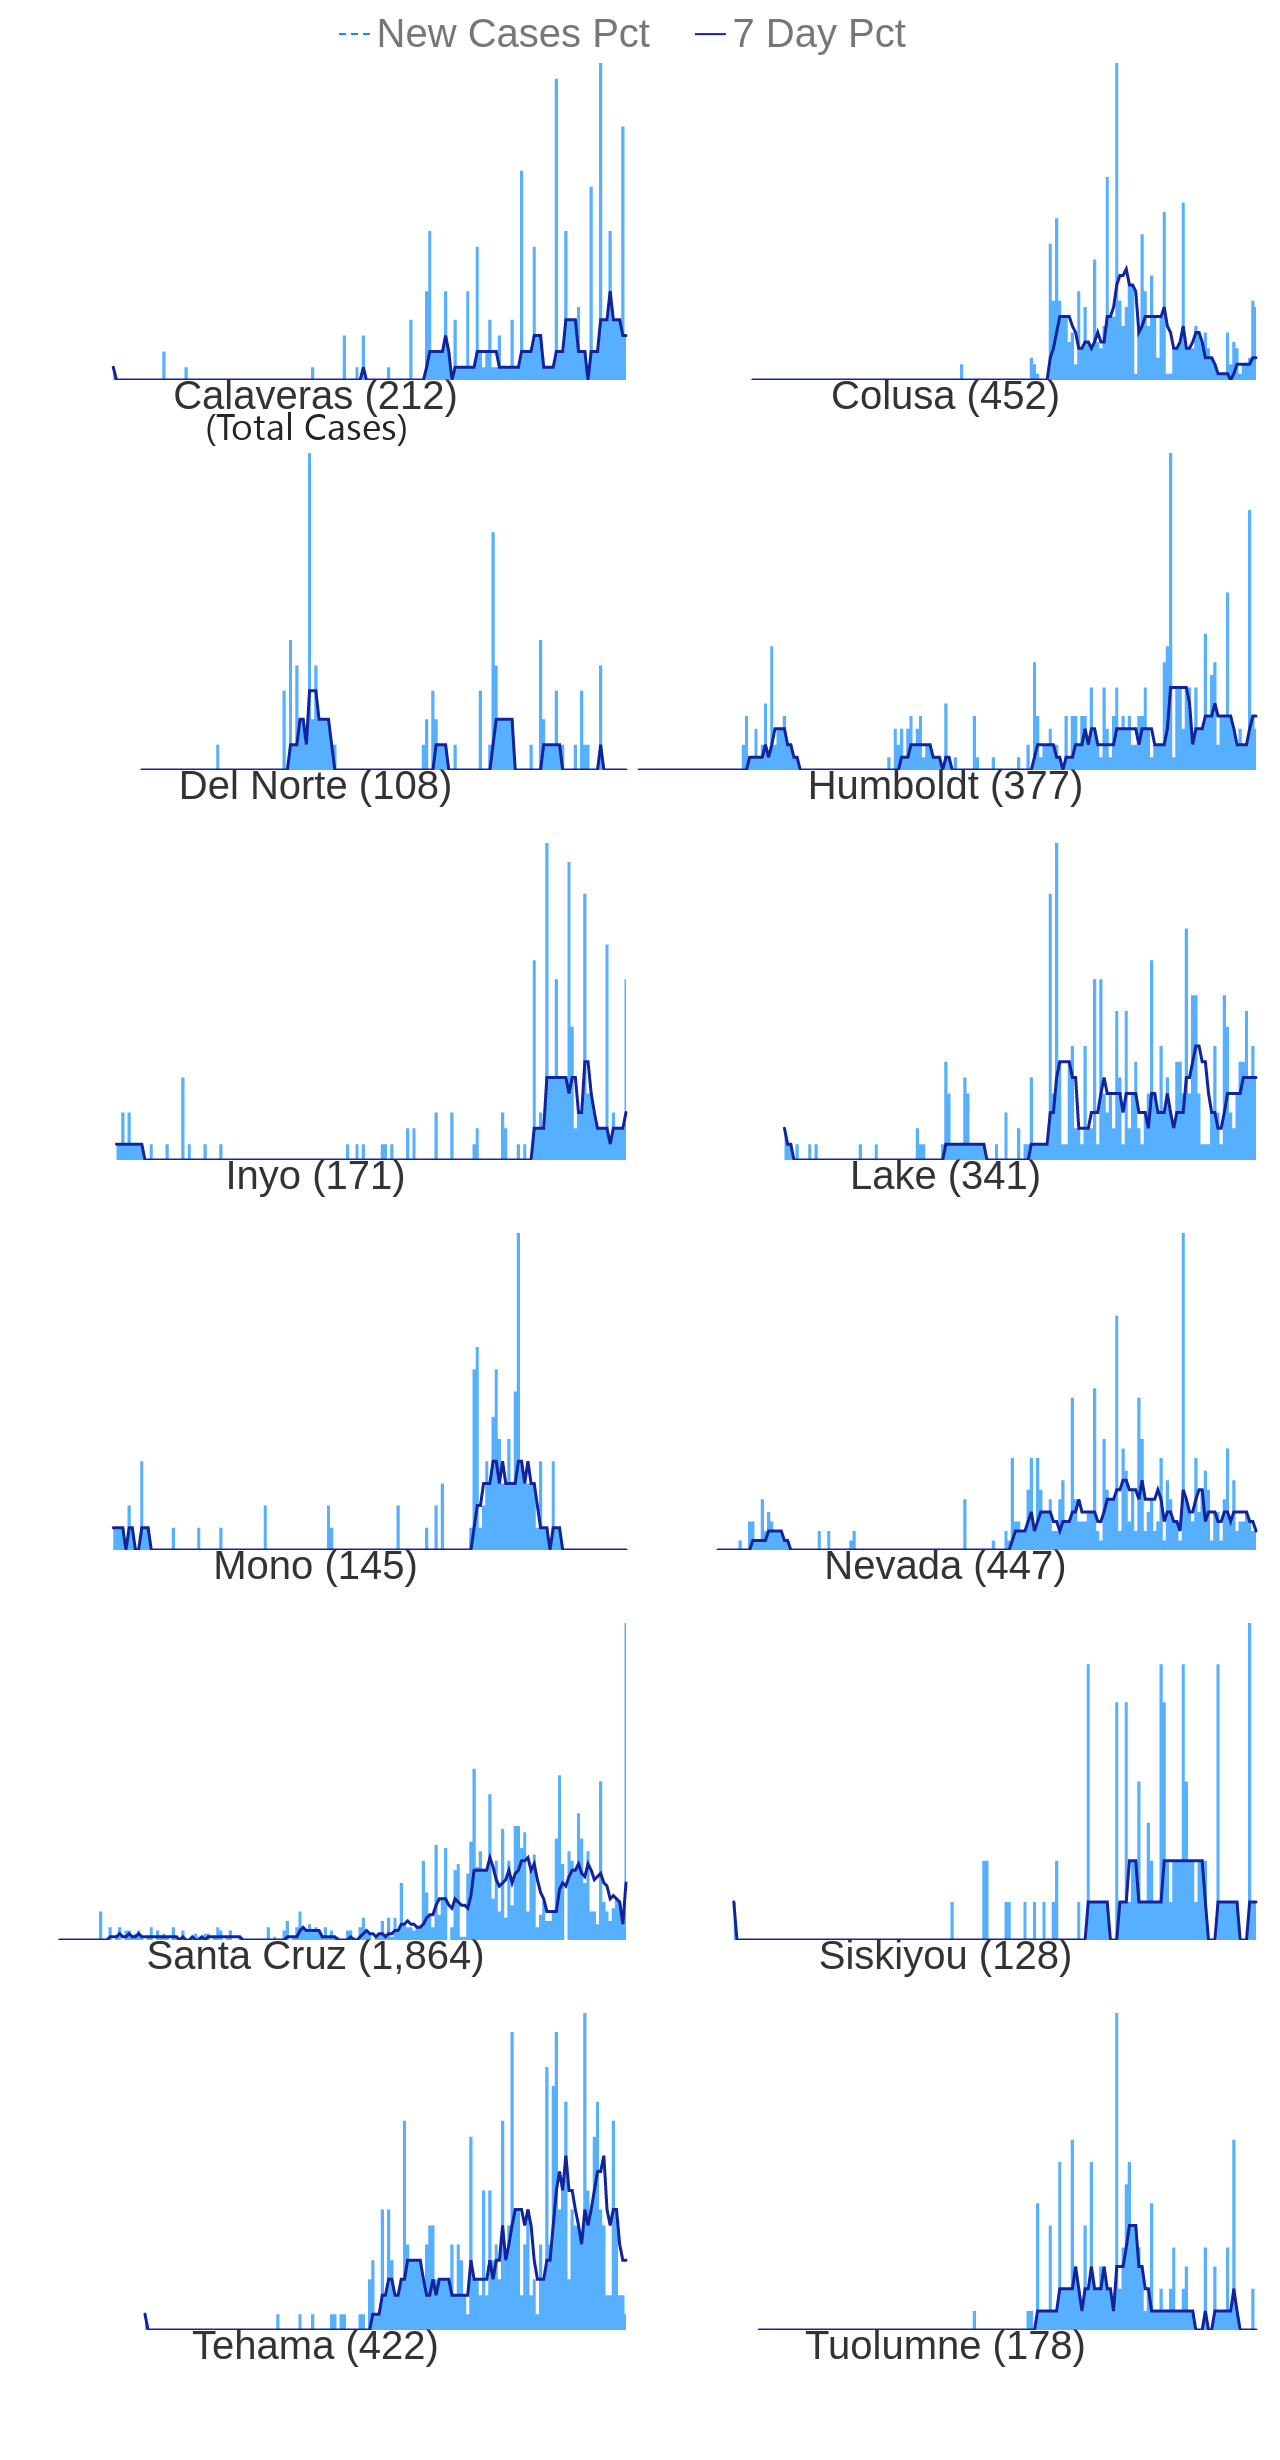 New Cases Pct 7 Day Pct
Calaveras (212) Colusa (452)
(Total Cases)
Del Norte (108) Humboldt (377)
Inyo (171) Lake (341)
Mono (145) Nevada (447)
Santa Cruz (1,864) Siskiyou (128)
Tehama (422) Tuolumne (178)